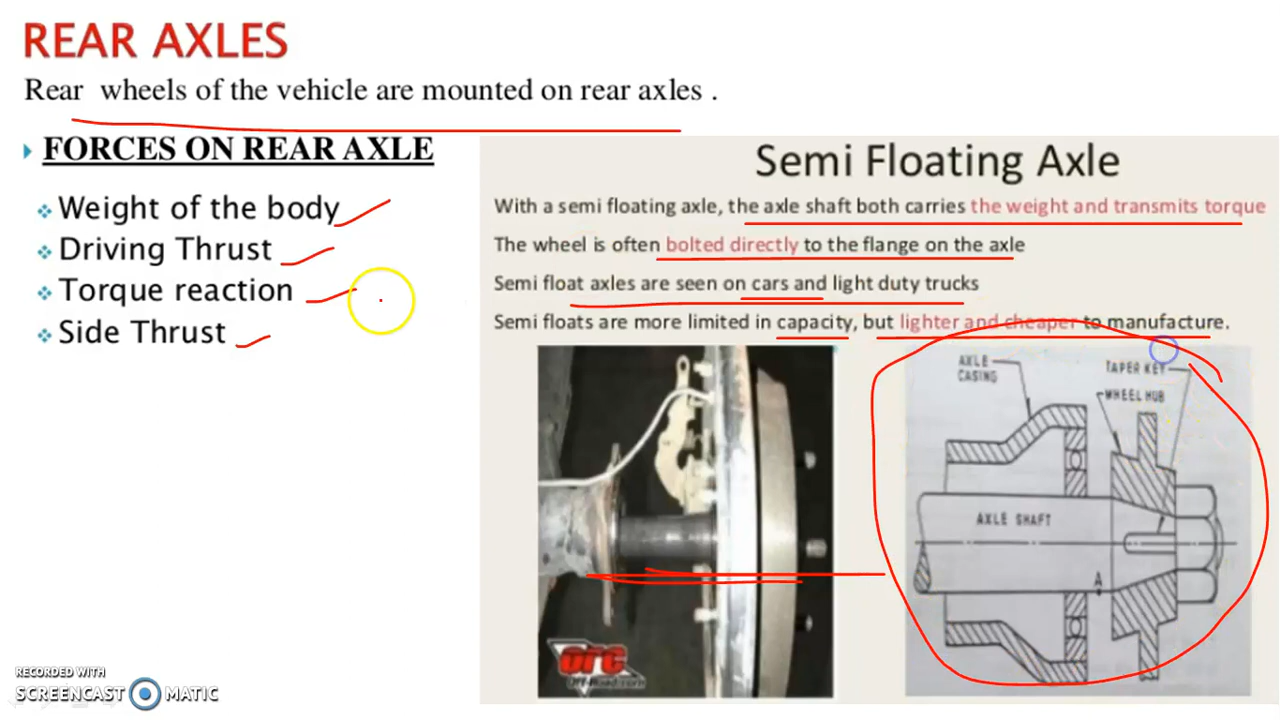 REAR AXLES
Rear wheels of the vehicle are mounted on rear axles .
FORCES ON REAR AXLE
Weight of the body
Driving Thrust
Torque reaction
Side Thrust
Semi Floating Axle
With a semi floating axle, the axle shaft both carries the weight and transmits torque
The wheel is often bolted directly to the flange on the axle
Semi float axles are seen on cars and light duty trucks
Semi floats are more limited in capacity, but lighter and cheaper to manufacture.
AXLE
CASING
TAPER KEY
WHEEL HUB
AXLE SHAFT
A
ORC
Off-Road.com
RECORDED WITH
SCREENCAST MATIC